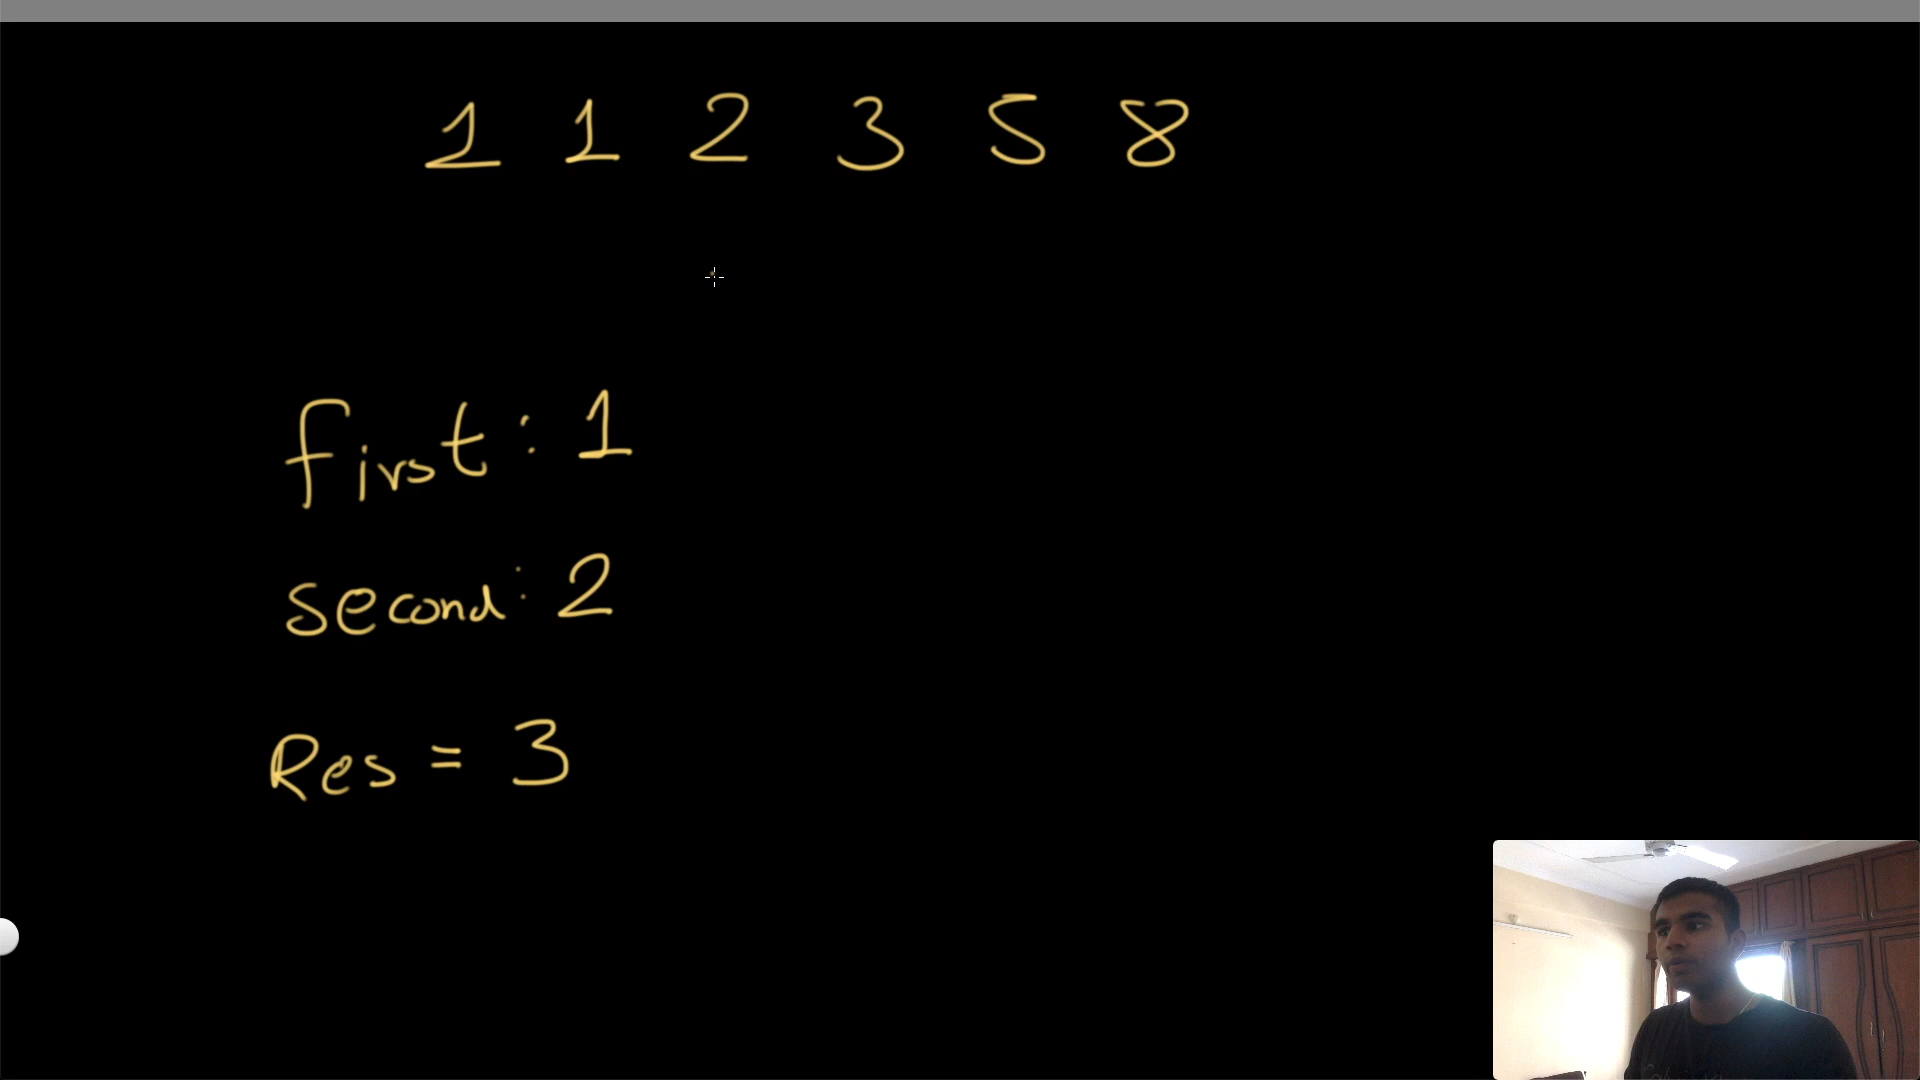 1 1 2 3 5 8
first: 1
second: 2
Res = 3